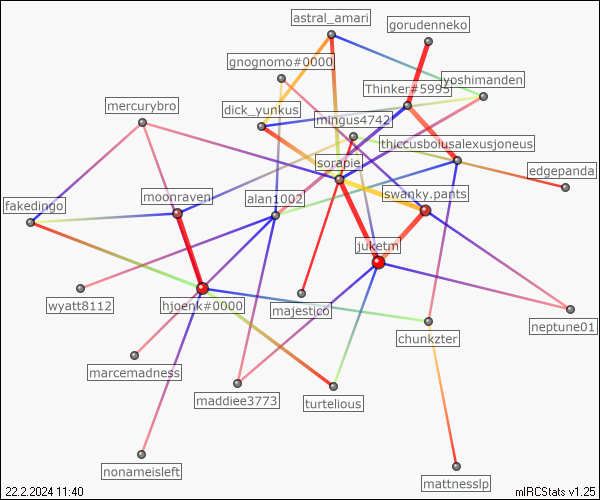 astral_amari
gorudenneko
gnognomo#0000
yoshimanden
Thinker#5995
mercurybro
dick_yunkus
mingus4742
thiccusboiusalexusjoneus
sorapie
edgepanda
moonraven
alan1002
swanky.pants
fakedingo
juketm
wyatt8112
hjoenk#0000
majestico
neptune01
chunkzter
marcemadness
maddiee3773
turtelious
nonameisleft
mattnesslp
22.2.2024 11:40
mIRCStats v1.25